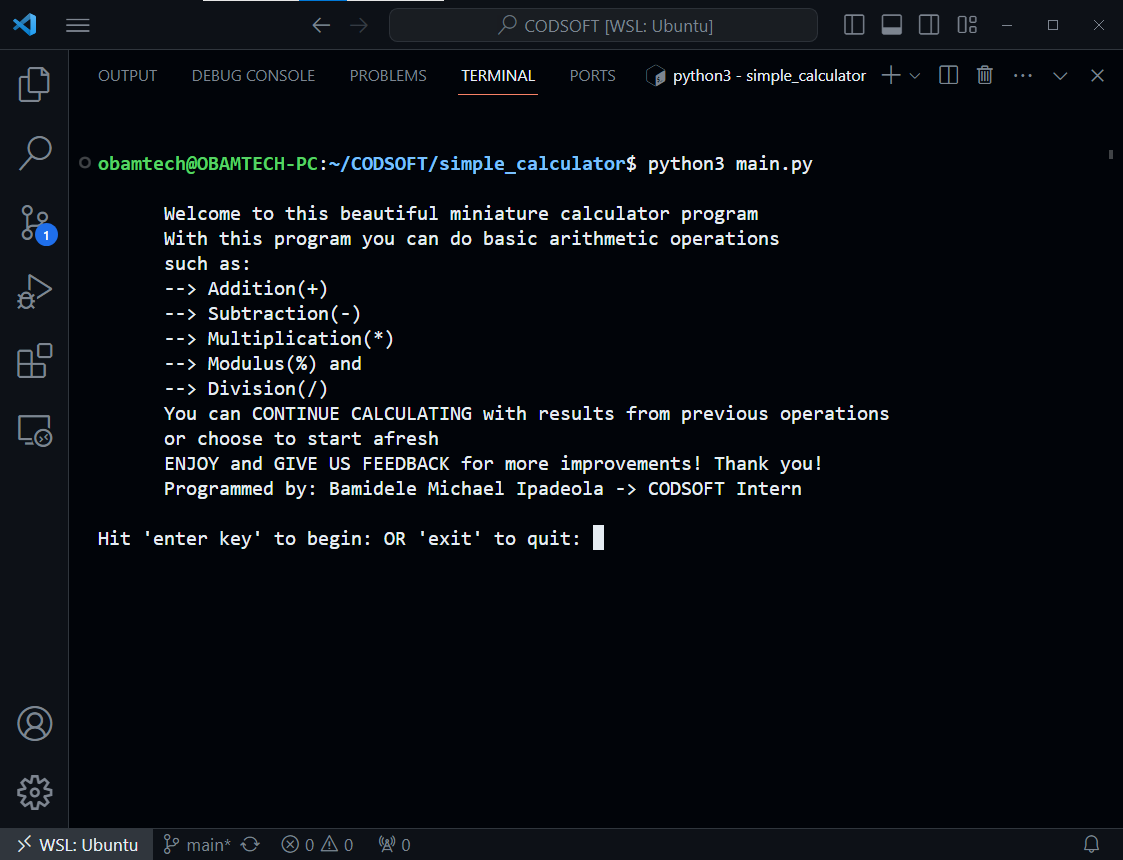 CODSOFT [WSL: Ubuntu]
OUTPUT DEBUG CONSOLE PROBLEMS TERMINAL PORTS python3 - simple_calculator
obamtech@OBAMTECH-PC:~/CODSOFT/simple_calculator$ python3 main.py
Welcome to this beautiful miniature calculator program
With this program you can do basic arithmetic operations
such as:
--> Addition(+)
--> Subtraction(-)
--> Multiplication(*)
--> Modulus(%) and
--> Division(/)
You can CONTINUE CALCULATING with results from previous operations
or choose to start afresh
ENJOY and GIVE US FEEDBACK for more improvements! Thank you!
Programmed by: Bamidele Michael Ipadeola -> CODSOFT Intern
Hit 'enter key' to begin: OR 'exit' to quit:
1
WSL: Ubuntu main* 0 0 0